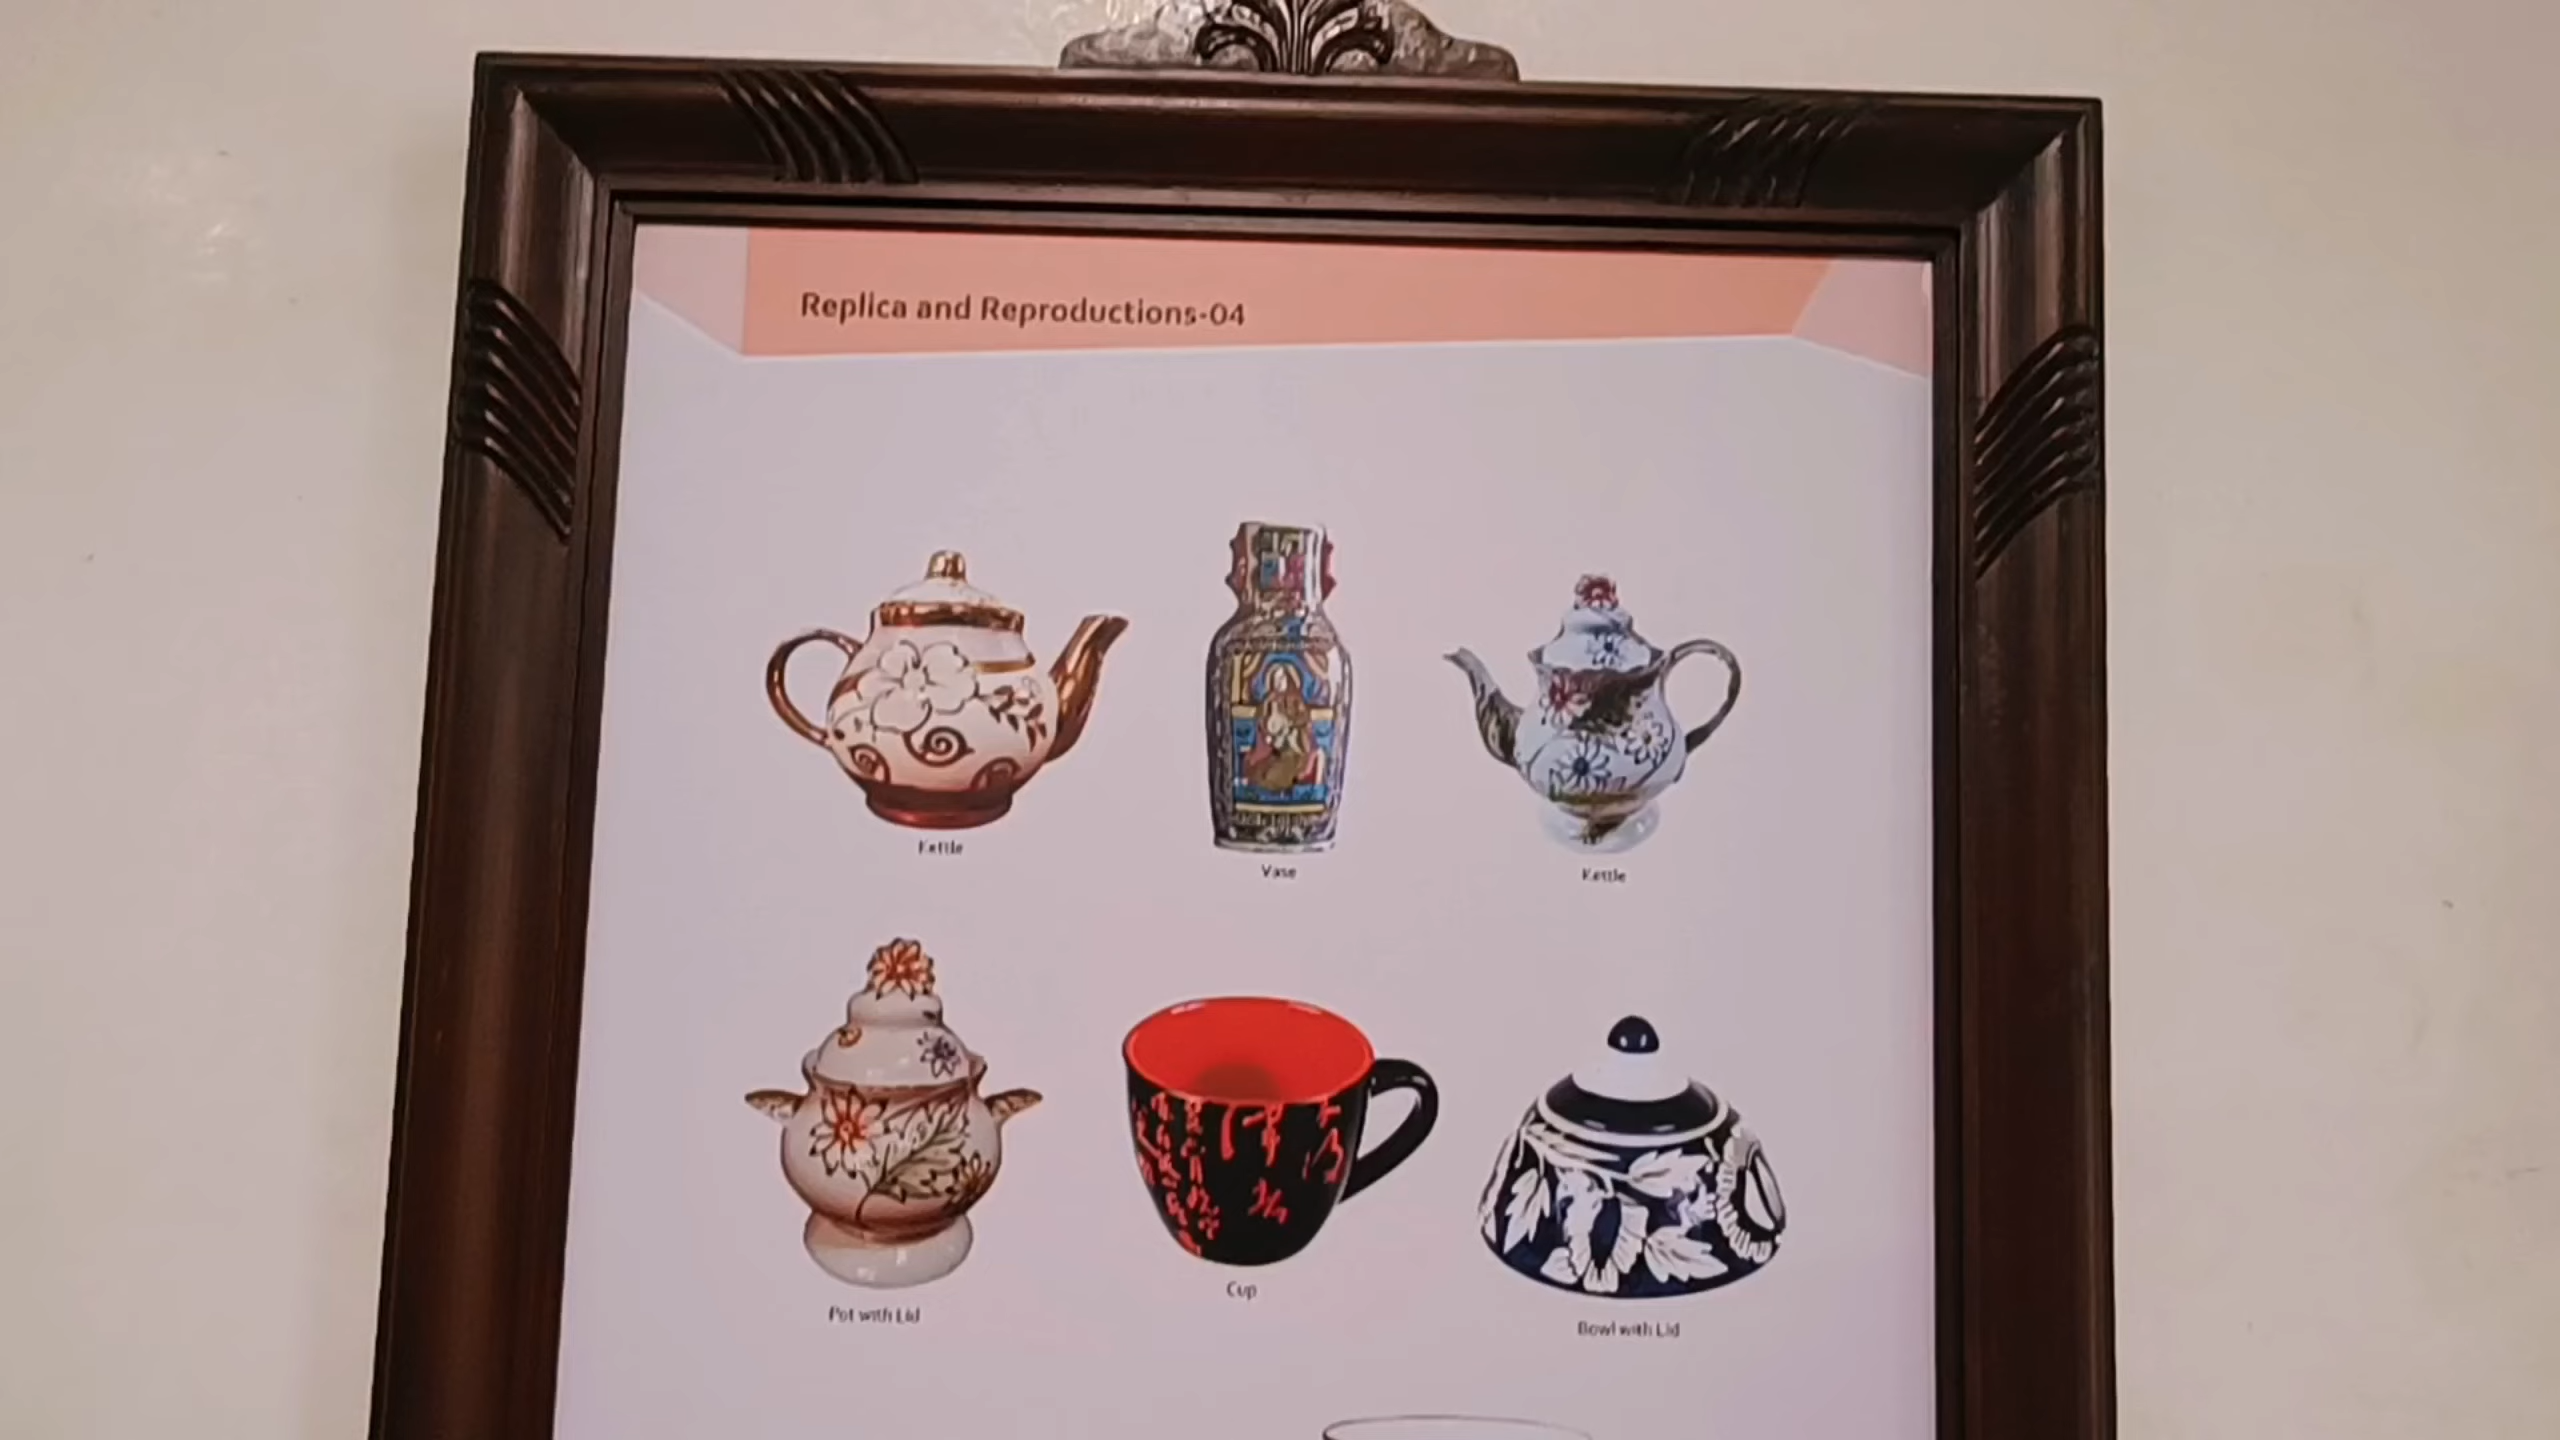 Replica and Reproductions-04
Kettle
Vase
Kettle
Pot with Lid
Cup
Bowl with Lid